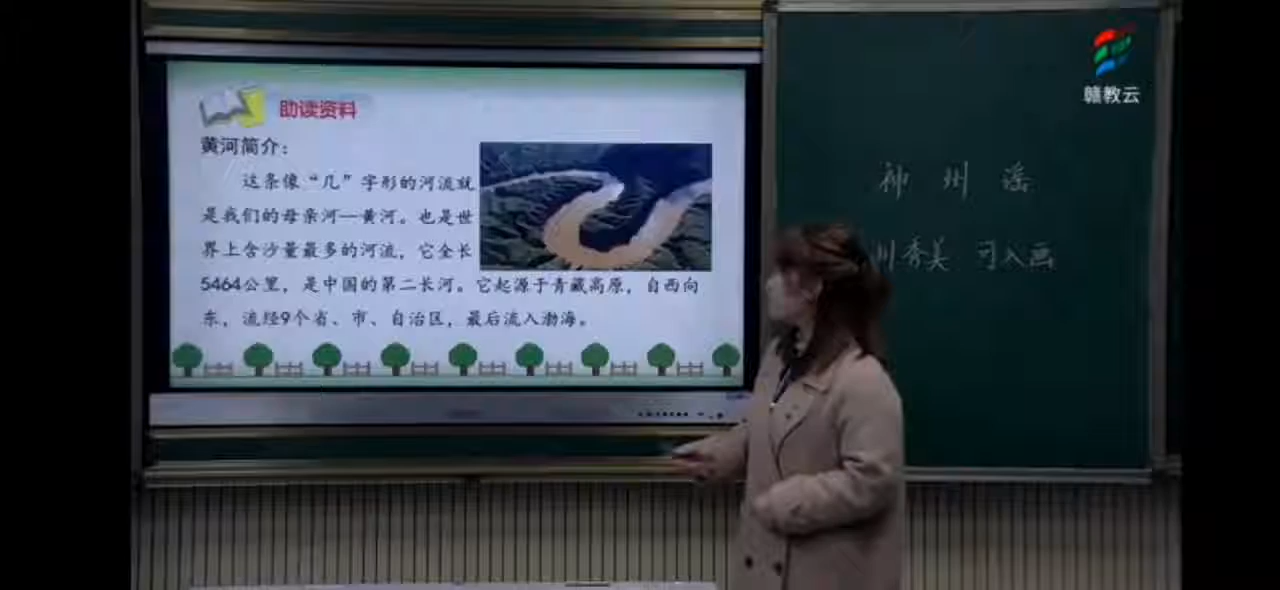 助读资料
黄河简介:
这条像“几”字形的河流就
是我们的母亲河—黄河。也是世
界上含沙量最多的河流,它全长
5464公里,是中国的第二长河。它起源于青藏高原,自西向
东,流经9个省、市、自治区,最后流入渤海。
赣教云
神州谣
川秀美 可入画